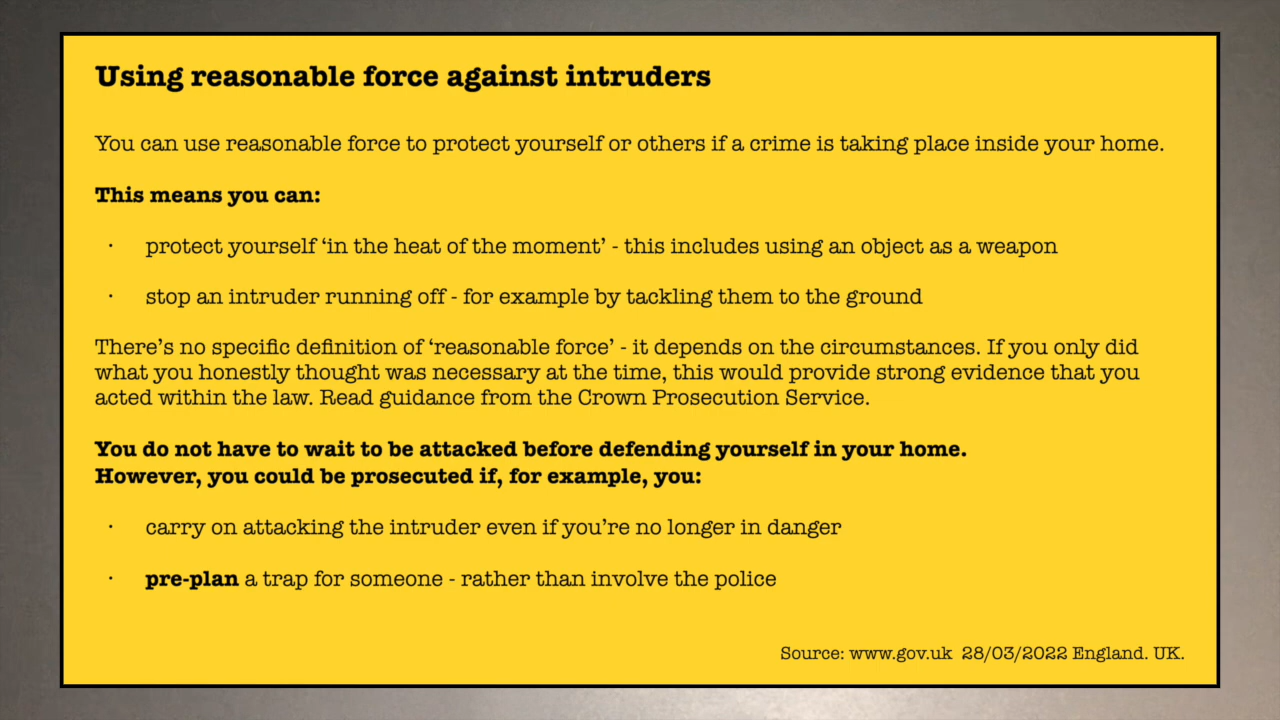 Using reasonable force against intruders
You can use reasonable force to protect yourself or others if a crime is taking place inside your home.
This means you can:
· protect yourself ‘in the heat of the moment’ - this includes using an object as a weapon
· stop an intruder running off - for example by tackling them to the ground
There’s no specific definition of ‘reasonable force’ - it depends on the circumstances. If you only did
what you honestly thought was necessary at the time, this would provide strong evidence that you
acted within the law. Read guidance from the Crown Prosecution Service.
You do not have to wait to be attacked before defending yourself in your home.
However, you could be prosecuted if, for example, you:
· carry on attacking the intruder even if you’re no longer in danger
· pre-plan a trap for someone - rather than involve the police
Source: www.gov.uk 28/03/2022 England. UK.